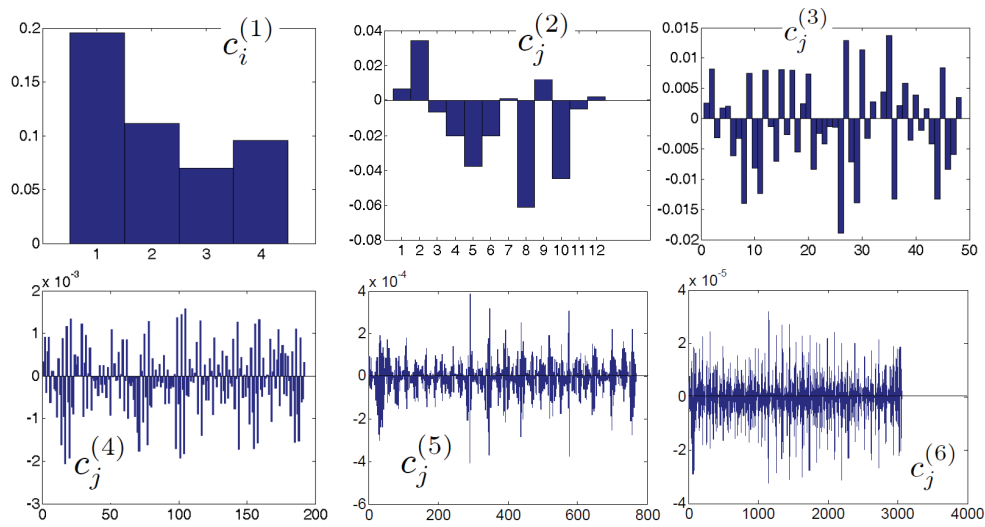 0.2
0.15
0.1
0.05
0
1 2 3 4
c_i^{(1)}
0.04
0.02
0
-0.02
-0.04
-0.06
-0.08
1 2 3 4 5 6 7 8 9 10 11 12
c_j^{(2)}
0.015
0.01
0.005
0
-0.005
-0.01
-0.015
-0.02
0 10 20 30 40 50
c_j^{(3)}
x 10^{-3}
2
1
0
-1
-2
-3
0 50 100 150 200
c_j^{(4)}
x 10^{-4}
4
2
0
-2
-4
-6
0 200 400 600 800
c_j^{(5)}
x 10^{-5}
4
2
0
-2
-4
0 1000 2000 3000 4000
c_j^{(6)}